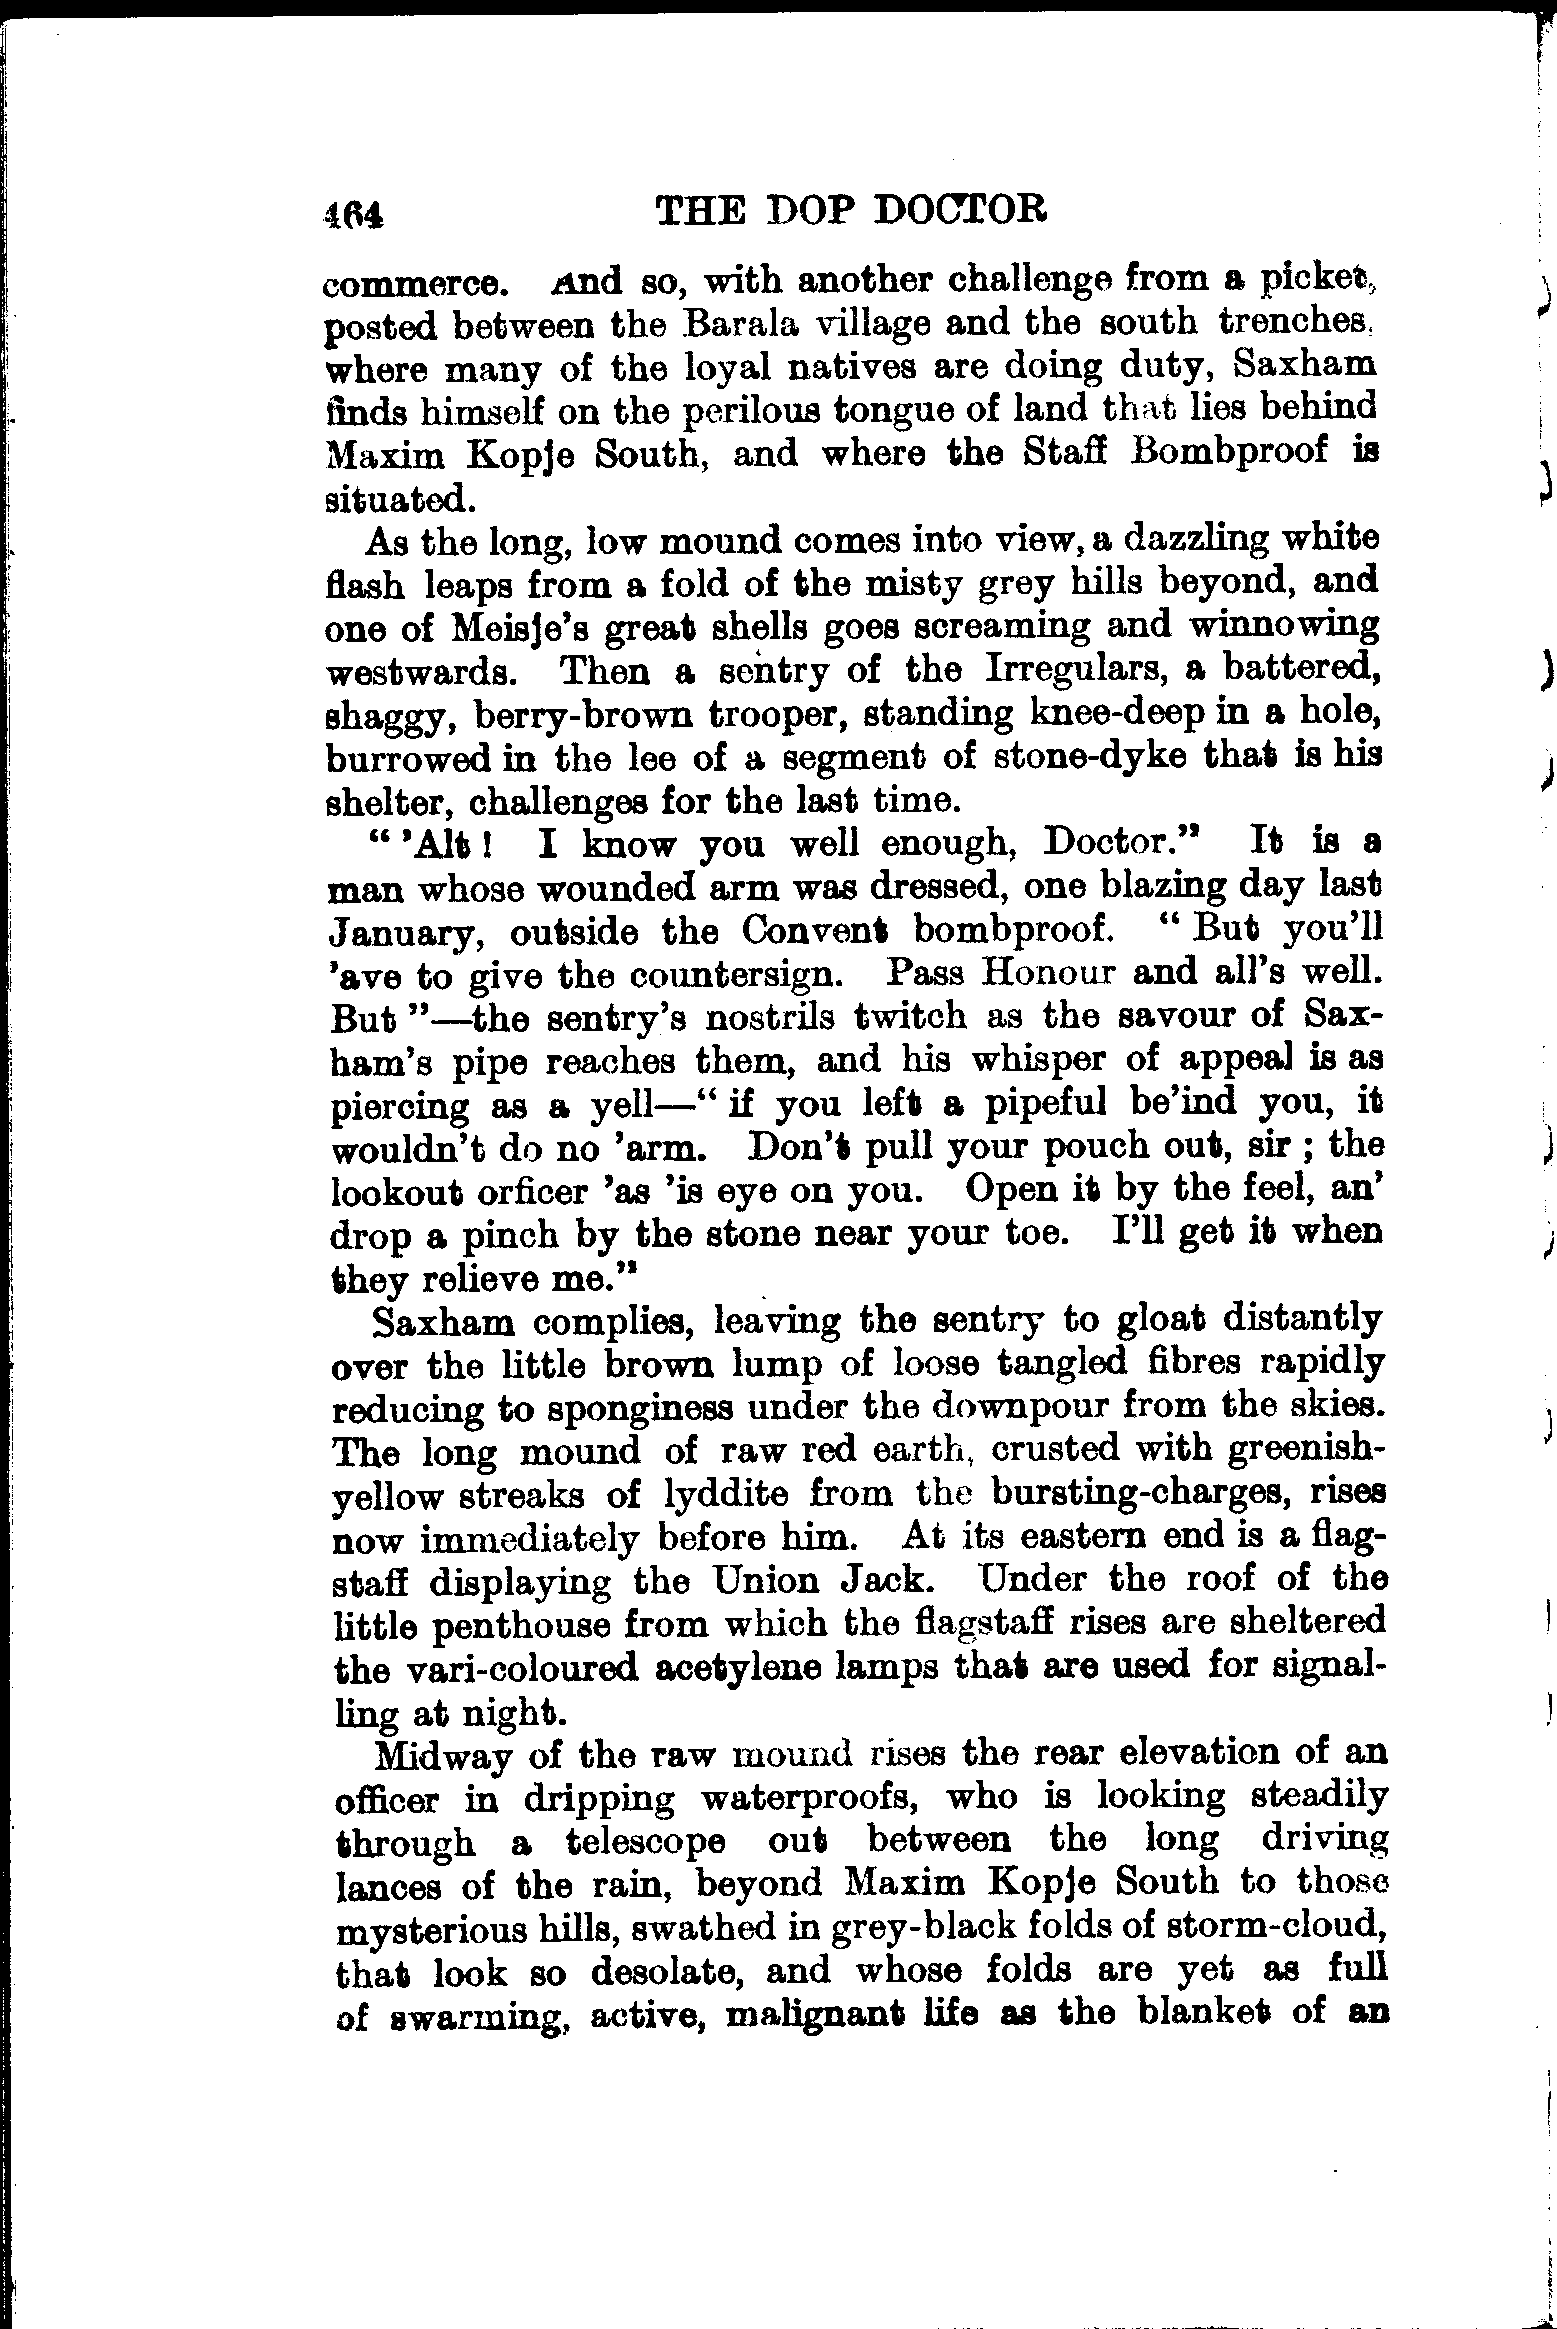 464 THE DOP DOCTOR
commerce. And so, with another challenge from a picket,
posted between the Barala village and the south trenches,
where many of the loyal natives are doing duty, Saxham
finds himself on the perilous tongue of land that lies behind
Maxim Kopje South, and where the Staff Bombproof is
situated.
As the long, low mound comes into view, a dazzling white
flash leaps from a fold of the misty grey hills beyond, and
one of Meisje's great shells goes screaming and winnowing
westwards. Then a sentry of the Irregulars, a battered,
shaggy, berry-brown trooper, standing knee-deep in a hole,
burrowed in the lee of a segment of stone-dyke that is his
shelter, challenges for the last time.
" 'Alt! I know you well enough, Doctor." It is a
man whose wounded arm was dressed, one blazing day last
January, outside the Convent bombproof. " But you'll
'ave to give the countersign. Pass Honour and all's well.
But "—the sentry's nostrils twitch as the savour of Sax-
ham's pipe reaches them, and his whisper of appeal is as
piercing as a yell—" if you left a pipeful be'ind you, it
wouldn't do no 'arm. Don't pull your pouch out, sir ; the
lookout orficer 'as 'is eye on you. Open it by the feel, an'
drop a pinch by the stone near your toe. I'll get it when
they relieve me."
Saxham complies, leaving the sentry to gloat distantly
over the little brown lump of loose tangled fibres rapidly
reducing to sponginess under the downpour from the skies.
The long mound of raw red earth, crusted with greenish-
yellow streaks of lyddite from the bursting-charges, rises
now immediately before him. At its eastern end is a flag-
staff displaying the Union Jack. Under the roof of the
little penthouse from which the flagstaff rises are sheltered
the vari-coloured acetylene lamps that are used for signal-
ling at night.
Midway of the raw mound rises the rear elevation of an
officer in dripping waterproofs, who is looking steadily
through a telescope out between the long driving
lances of the rain, beyond Maxim Kopje South to those
mysterious hills, swathed in grey-black folds of storm-cloud,
that look so desolate, and whose folds are yet as full
of swarming, active, malignant life as the blanket of an